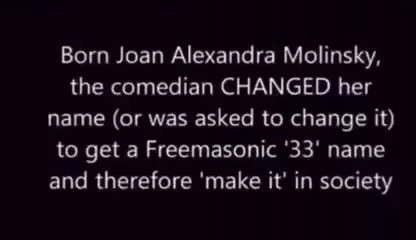 Born Joan Alexandra Molinsky,
the comedian CHANGED her
name (or was asked to change it)
to get a Freemasonic '33' name
and therefore 'make it' in society